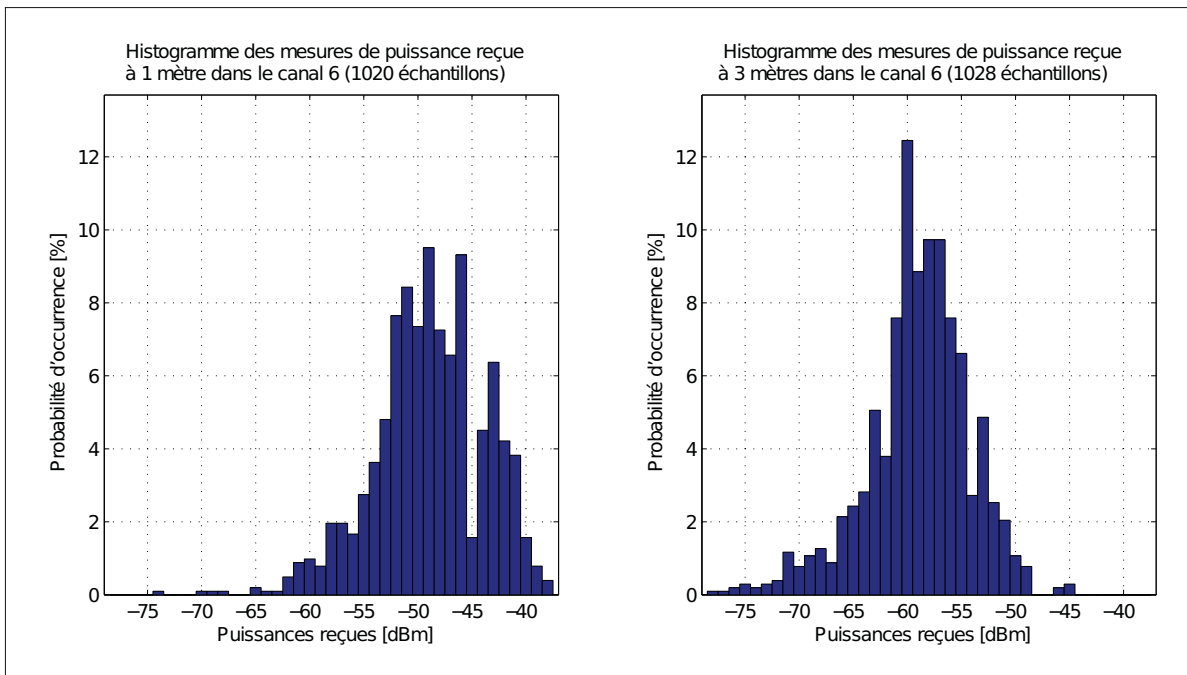 Histogramme des mesures de puissance reçue
à 1 mètre dans le canal 6 (1020 échantillons)
12
10
8
6
4
2
0
Probabilité d'occurrence [%]
−75 −70 −65 −60 −55 −50 −45 −40
Puissances reçues [dBm]
Histogramme des mesures de puissance reçue
à 3 mètres dans le canal 6 (1028 échantillons)
12
10
8
6
4
2
0
Probabilité d'occurrence [%]
−75 −70 −65 −60 −55 −50 −45 −40
Puissances reçues [dBm]